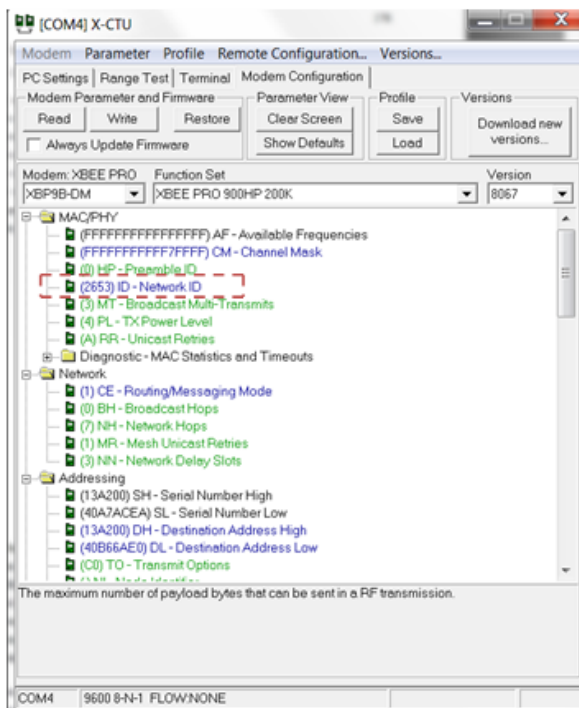 [COM4] X-CTU
Modem Parameter Profile Remote Configuration... Versions...
PC Settings Range Test Terminal Modem Configuration
Modem Parameter and Firmware Parameter View Profile Versions
Read Write Restore Clear Screen Save Download new versions...
Always Update Firmware Show Defaults Load
Modem: XBEE PRO Function Set Version
XBP9B-DM XBEE PRO 900HP 200K 8067
MAC/PHY
(FFFFFFFFFFFFFFFF) AF - Available Frequencies
(FFFFFFFFFFF7FFFF) CM - Channel Mask
(0) HP - Preamble ID
(2653) ID - Network ID
(3) MT - Broadcast Multi-Transmits
(4) PL - TX Power Level
(A) RR - Unicast Retries
Diagnostic - MAC Statistics and Timeouts
Network
(1) CE - Routing/Messaging Mode
(0) BH - Broadcast Hops
(7) NH - Network Hops
(1) MR - Mesh Unicast Retries
(3) NN - Network Delay Slots
Addressing
(13A200) SH - Serial Number High
(40A7ACEA) SL - Serial Number Low
(13A200) DH - Destination Address High
(40B66AE0) DL - Destination Address Low
(C0) TO - Transmit Options
The maximum number of payload bytes that can be sent in a RF transmission.
COM4 9600 8-N-1 FLOW:NONE